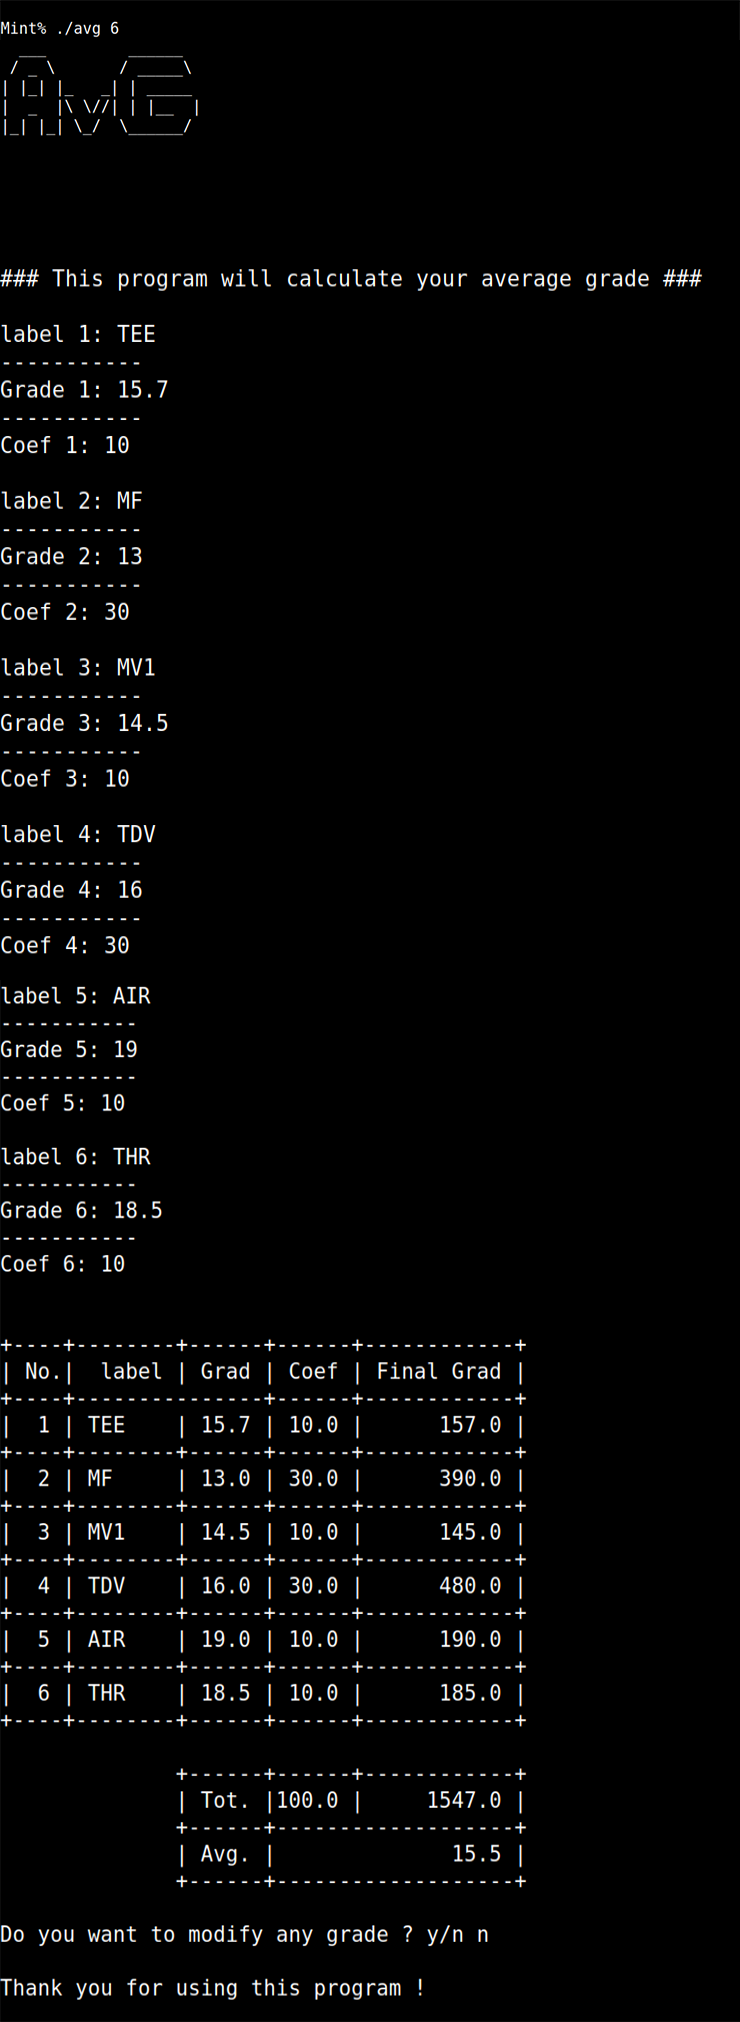 Mint% ./avg 6
  ___         ______
 / _ \       / _____\
| |_| |_   _| | _____
|  _  |\ \//| | |__  |
|_| |_| \_/  \______/
### This program will calculate your average grade ###
label 1: TEE
-----------
Grade 1: 15.7
-----------
Coef 1: 10
label 2: MF
-----------
Grade 2: 13
-----------
Coef 2: 30
label 3: MV1
-----------
Grade 3: 14.5
-----------
Coef 3: 10
label 4: TDV
-----------
Grade 4: 16
-----------
Coef 4: 30
label 5: AIR
-----------
Grade 5: 19
-----------
Coef 5: 10
label 6: THR
-----------
Grade 6: 18.5
-----------
Coef 6: 10
+----+--------+------+------+------------+
| No.|  label | Grad | Coef | Final Grad |
+----+---------------+------+------------+
|  1 | TEE    | 15.7 | 10.0 |      157.0 |
+----+--------+------+------+------------+
|  2 | MF     | 13.0 | 30.0 |      390.0 |
+----+--------+------+------+------------+
|  3 | MV1    | 14.5 | 10.0 |      145.0 |
+----+--------+------+------+------------+
|  4 | TDV    | 16.0 | 30.0 |      480.0 |
+----+--------+------+------+------------+
|  5 | AIR    | 19.0 | 10.0 |      190.0 |
+----+--------+------+------+------------+
|  6 | THR    | 18.5 | 10.0 |      185.0 |
+----+--------+------+------+------------+
              +------+------+------------+
              | Tot. |100.0 |     1547.0 |
              +------+-------------------+
              | Avg. |              15.5 |
              +------+-------------------+
Do you want to modify any grade ? y/n n
Thank you for using this program !